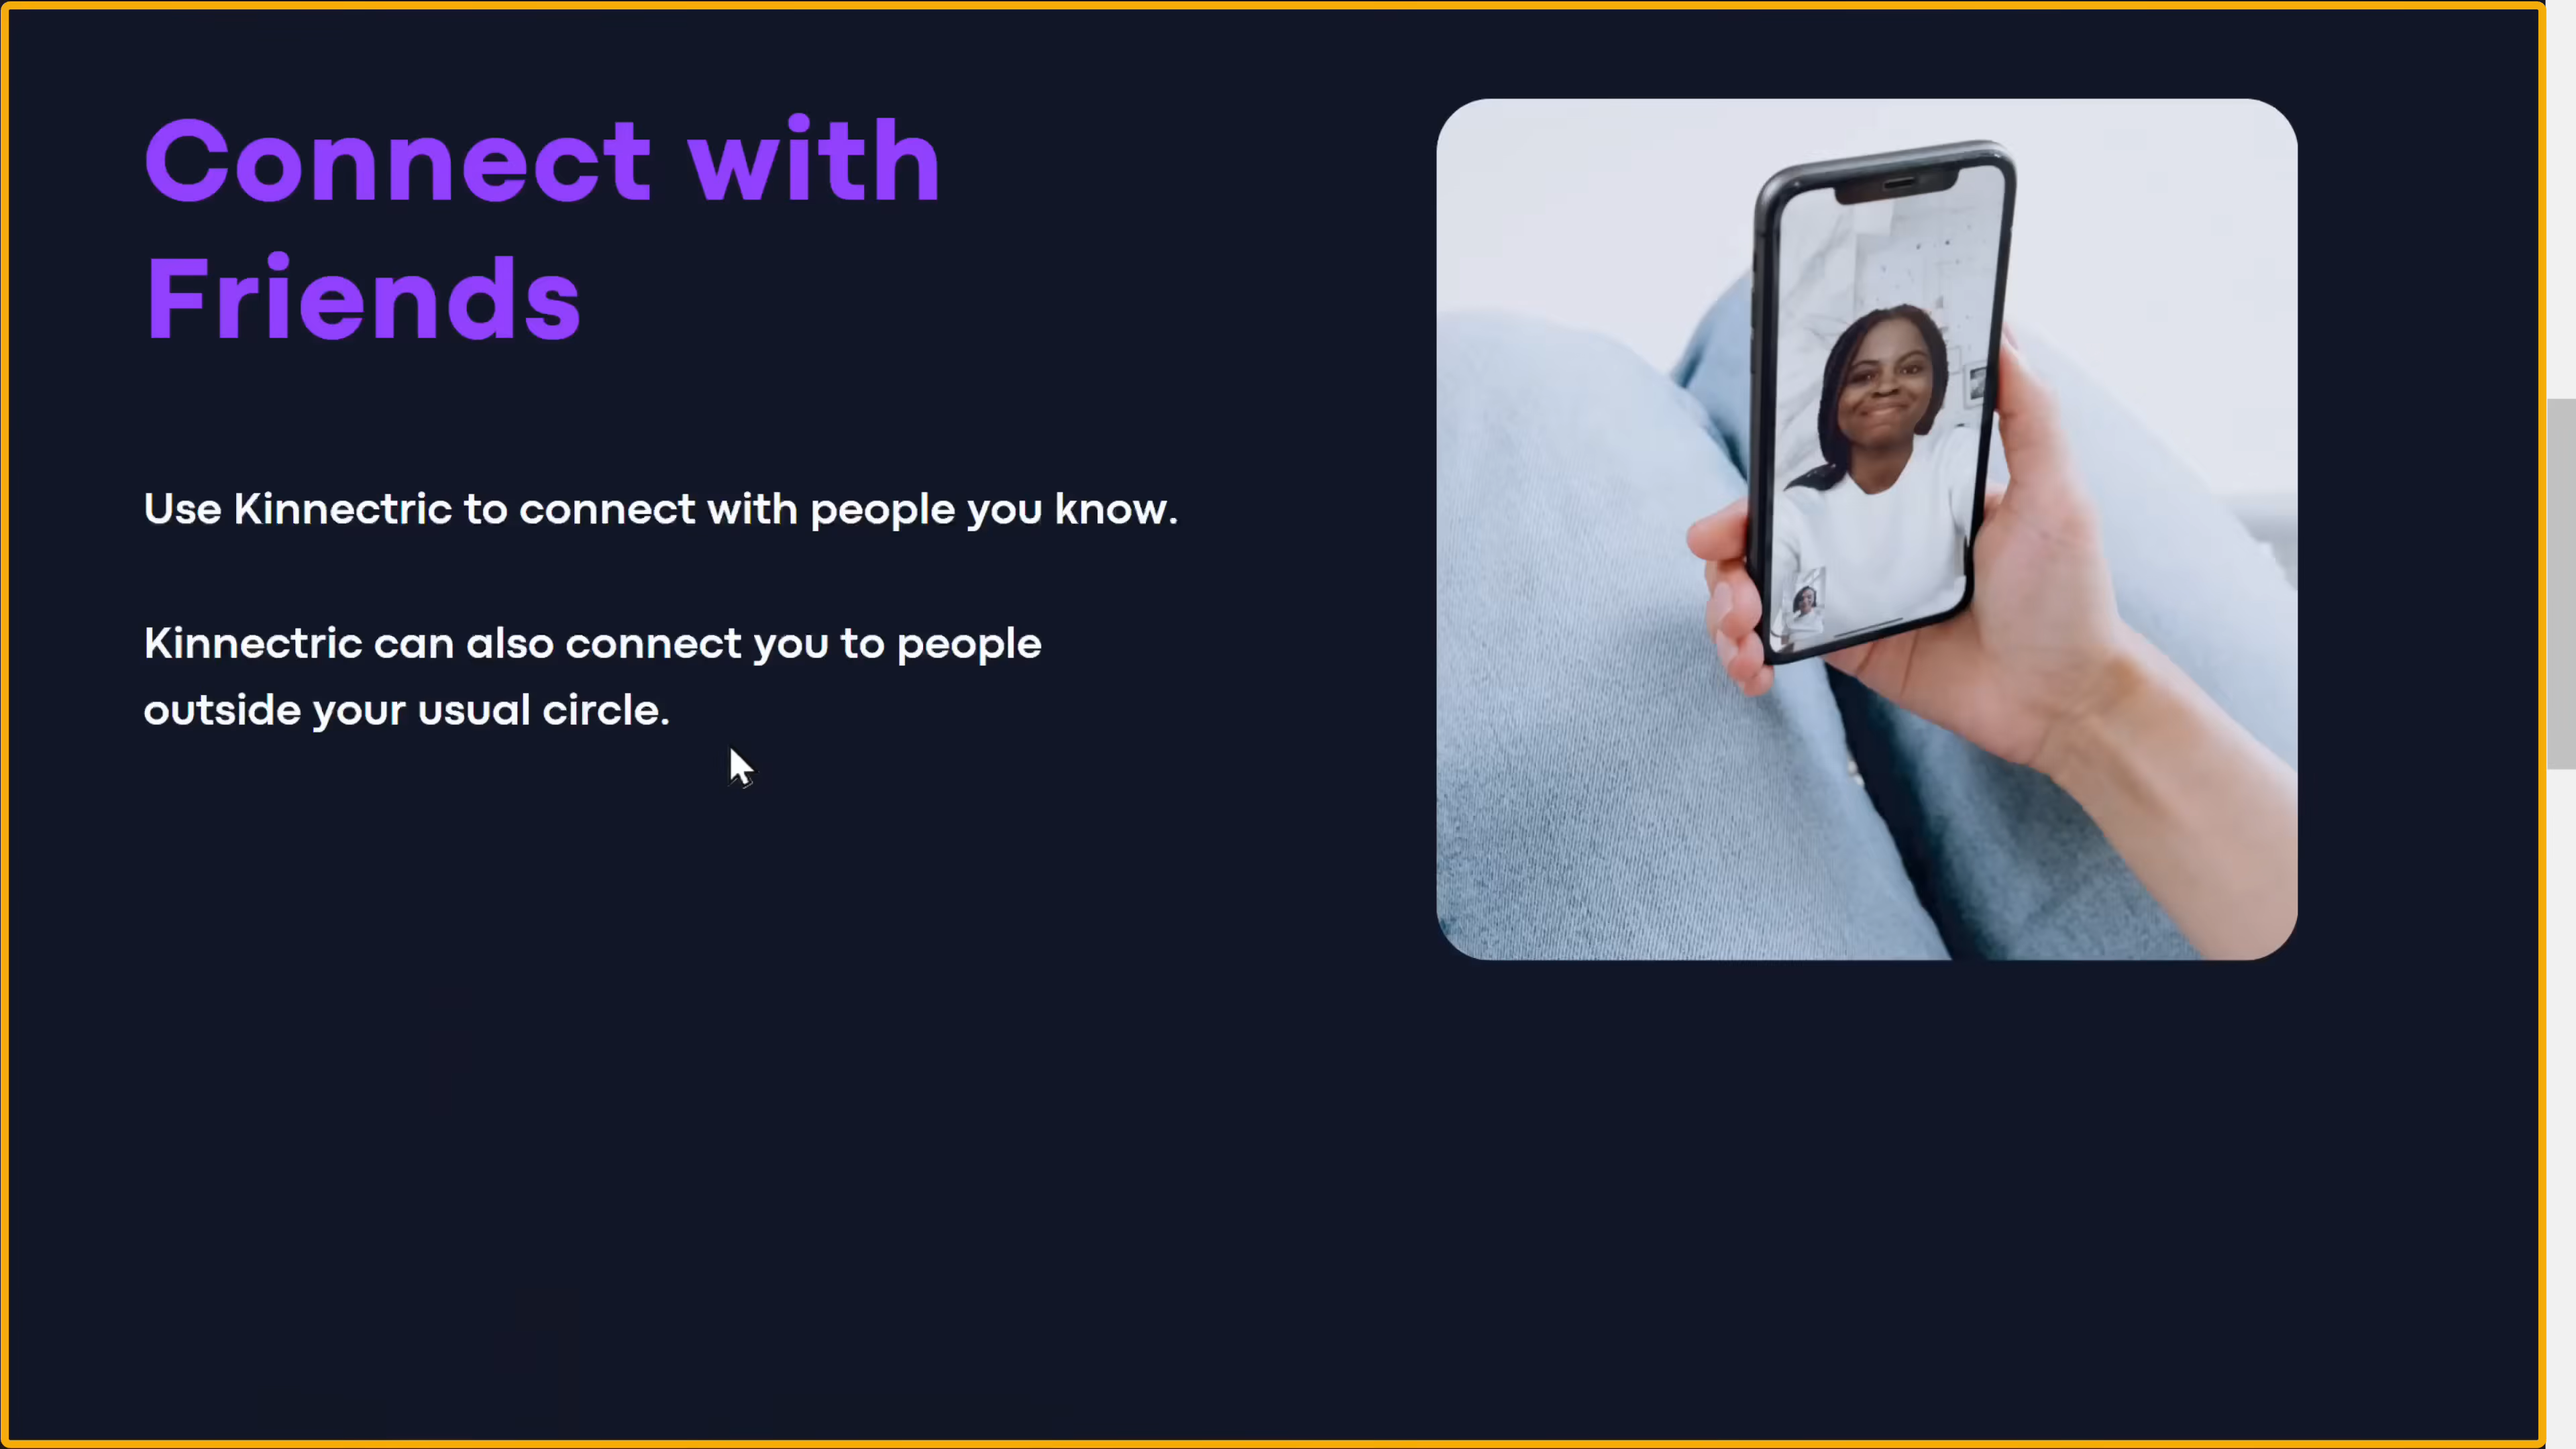 Connect with
Friends
Use Kinnectric to connect with people you know.
Kinnectric can also connect you to people
outside your usual circle.